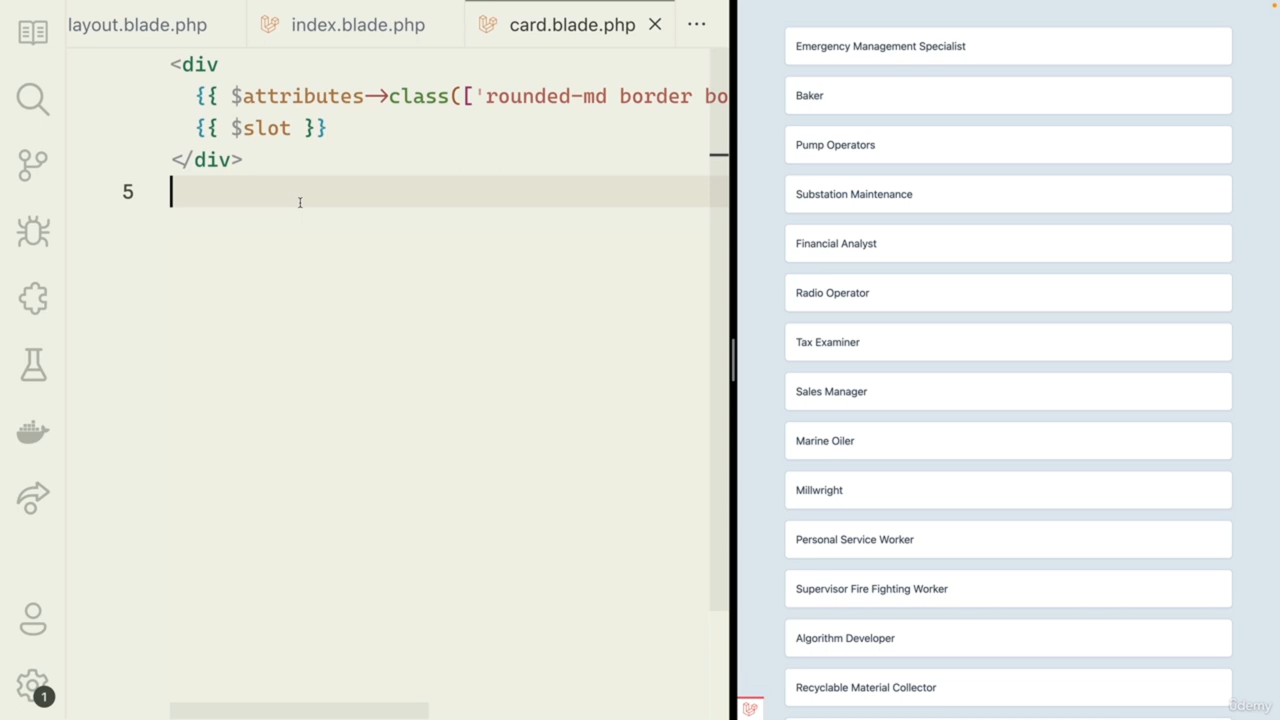 layout.blade.php
index.blade.php
card.blade.php
<div
{{ $attributes->class(['rounded-md border bo
{{ $slot }}
</div>
5
1
Emergency Management Specialist
Baker
Pump Operators
Substation Maintenance
Financial Analyst
Radio Operator
Tax Examiner
Sales Manager
Marine Oiler
Millwright
Personal Service Worker
Supervisor Fire Fighting Worker
Algorithm Developer
Recyclable Material Collector
ûdemy